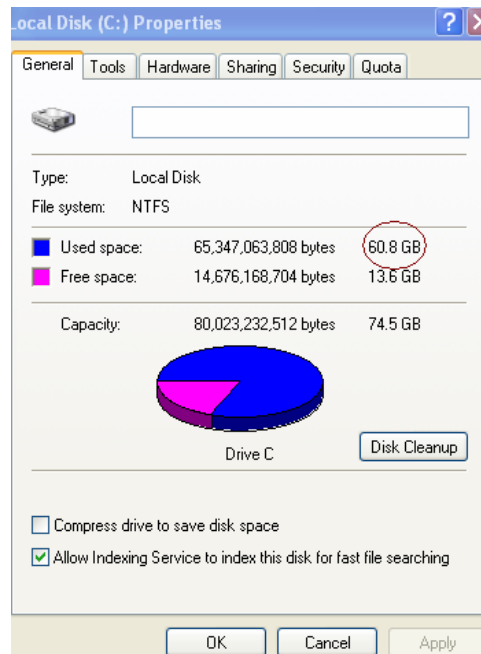 ocal Disk (C:) Properties ?
General Tools Hardware Sharing Security Quota
Type: Local Disk
File system: NTFS
Used space: 65,347,063,808 bytes 60.8 GB
Free space: 14,676,168,704 bytes 13.6 GB
Capacity: 80,023,232,512 bytes 74.5 GB
Drive C
Disk Cleanup
Compress drive to save disk space
Allow Indexing Service to index this disk for fast file searching
OK Cancel Apply